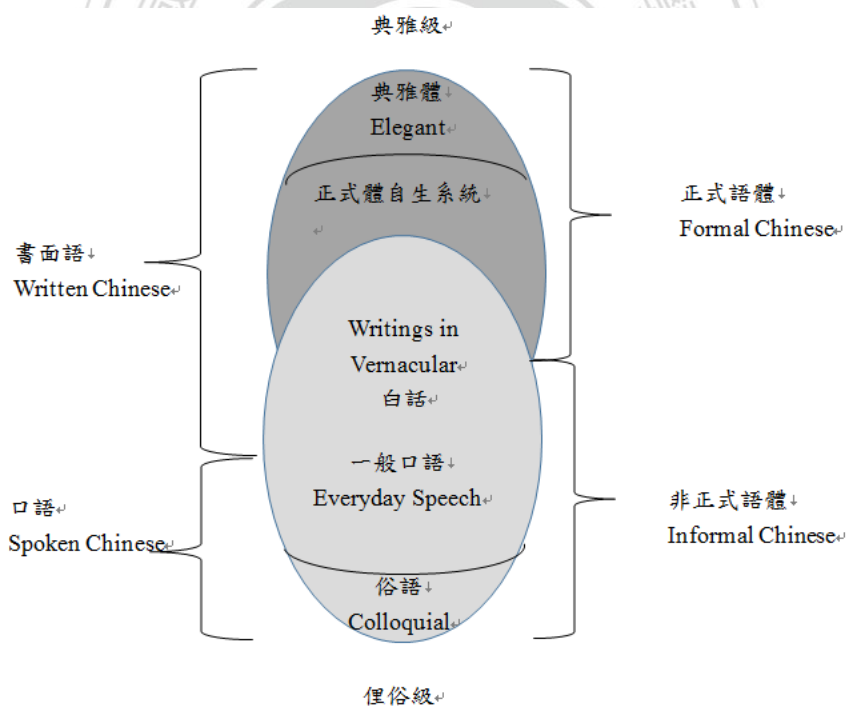 典雅級
典雅體
Elegant
正式體自生系統
正式語體
Formal Chinese
書面語
Written Chinese
Writings in
Vernacular
白話
一般口語
Everyday Speech
口語
Spoken Chinese
非正式語體
Informal Chinese
俗語
Colloquial
俚俗級